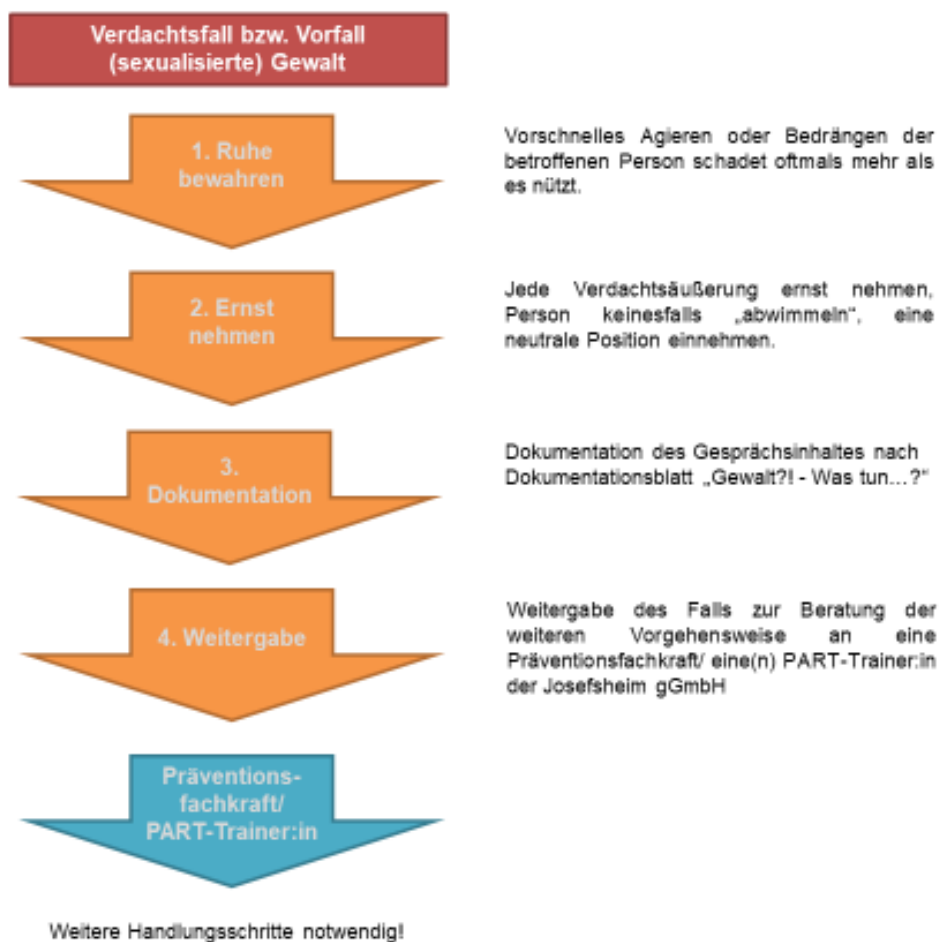 Verdachtsfall bzw. Vorfall
(sexualisierte) Gewalt
1. Ruhe
bewahren
Vorschnelles Agieren oder Bedrängen der
betroffenen Person schadet oftmals mehr als
es nützt.
2. Ernst
nehmen
Jede Verdachtsäußerung ernst nehmen,
Person keinesfalls „abwimmeln“, eine
neutrale Position einnehmen.
3.
Dokumentation
Dokumentation des Gesprächsinhaltes nach
Dokumentationsblatt „Gewalt?! - Was tun...?“
4. Weitergabe
Weitergabe des Falls zur Beratung der
weiteren Vorgehensweise an eine
Präventionsfachkraft/ eine(n) PART-Trainer:in
der Josefsheim gGmbH
Präventions-
fachkraft/
PART-Trainer:in
Weitere Handlungsschritte notwendig!